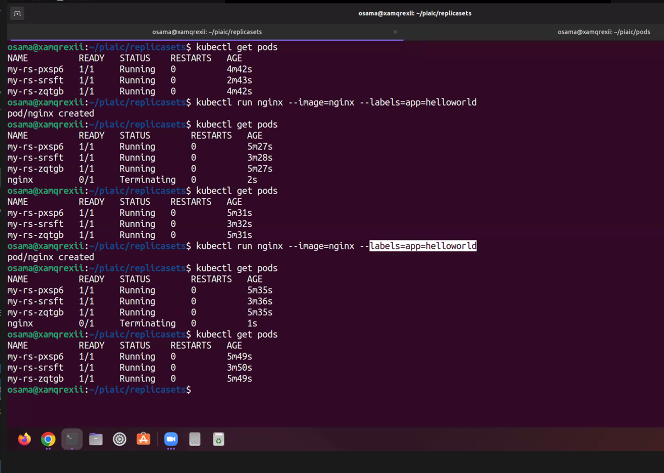 osama@xamqrexii: ~/piaic/replicasets
osama@xamqrexii: ~/piaic/replicasets
osama@xamqrexii: ~/piaic/pods
osama@xamqrexii:~/piaic/replicasets$ kubectl get pods
NAME READY STATUS RESTARTS AGE
my-rs-pxsp6 1/1 Running 0 4m42s
my-rs-srsft 1/1 Running 0 2m43s
my-rs-zqtgb 1/1 Running 0 4m42s
osama@xamqrexii:~/piaic/replicasets$ kubectl run nginx --image=nginx --labels=app=helloworld
pod/nginx created
osama@xamqrexii:~/piaic/replicasets$ kubectl get pods
NAME READY STATUS RESTARTS AGE
my-rs-pxsp6 1/1 Running 0 5m27s
my-rs-srsft 1/1 Running 0 3m28s
my-rs-zqtgb 1/1 Running 0 5m27s
nginx 0/1 Terminating 0 2s
osama@xamqrexii:~/piaic/replicasets$ kubectl get pods
NAME READY STATUS RESTARTS AGE
my-rs-pxsp6 1/1 Running 0 5m31s
my-rs-srsft 1/1 Running 0 3m32s
my-rs-zqtgb 1/1 Running 0 5m31s
osama@xamqrexii:~/piaic/replicasets$ kubectl run nginx --image=nginx --labels=app=helloworld
pod/nginx created
osama@xamqrexii:~/piaic/replicasets$ kubectl get pods
NAME READY STATUS RESTARTS AGE
my-rs-pxsp6 1/1 Running 0 5m35s
my-rs-srsft 1/1 Running 0 3m36s
my-rs-zqtgb 1/1 Running 0 5m35s
nginx 0/1 Terminating 0 1s
osama@xamqrexii:~/piaic/replicasets$ kubectl get pods
NAME READY STATUS RESTARTS AGE
my-rs-pxsp6 1/1 Running 0 5m49s
my-rs-srsft 1/1 Running 0 3m50s
my-rs-zqtgb 1/1 Running 0 5m49s
osama@xamqrexii:~/piaic/replicasets$